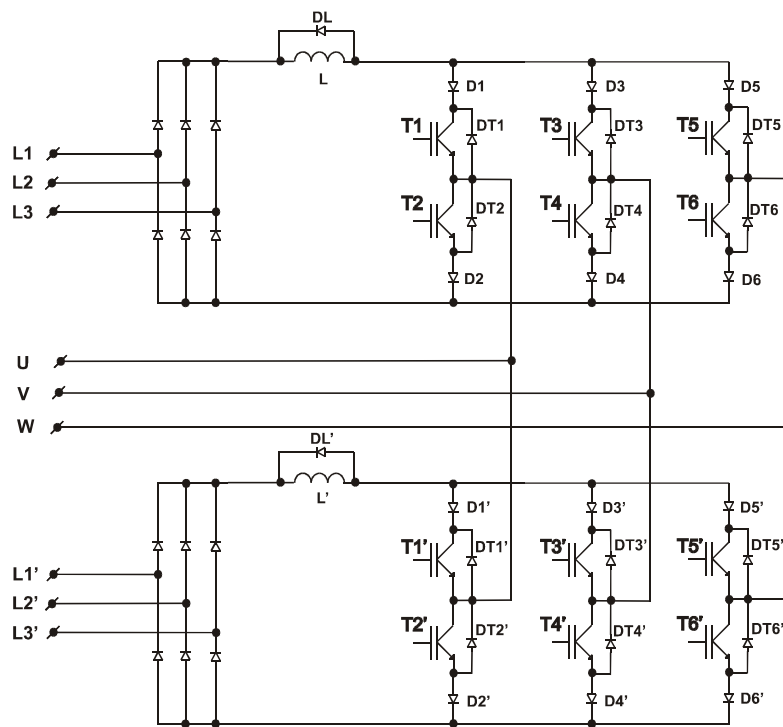 DL
L
D1 D3 D5
T1 DT1 T3 DT3 T5 DT5
L1
L2
T2 DT2 T4 DT4 T6 DT6
L3
D2 D4 D6
U
V
W
DL'
L'
D1' D3' D5'
T1' DT1' T3' DT3' T5' DT5'
L1'
L2'
T2' DT2' T4' DT4' T6' DT6'
L3'
D2' D4' D6'